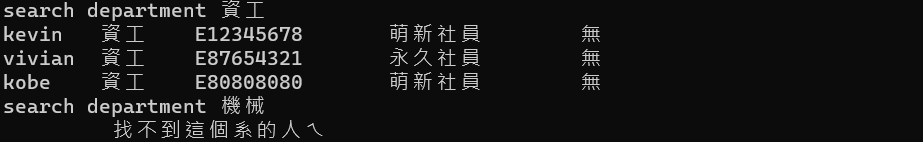 search department 資工
kevin 資工 E12345678 萌新社員 無
vivian 資工 E87654321 永久社員 無
kobe 資工 E80808080 萌新社員 無
search department 機械
找不到這個系的人ㄟ